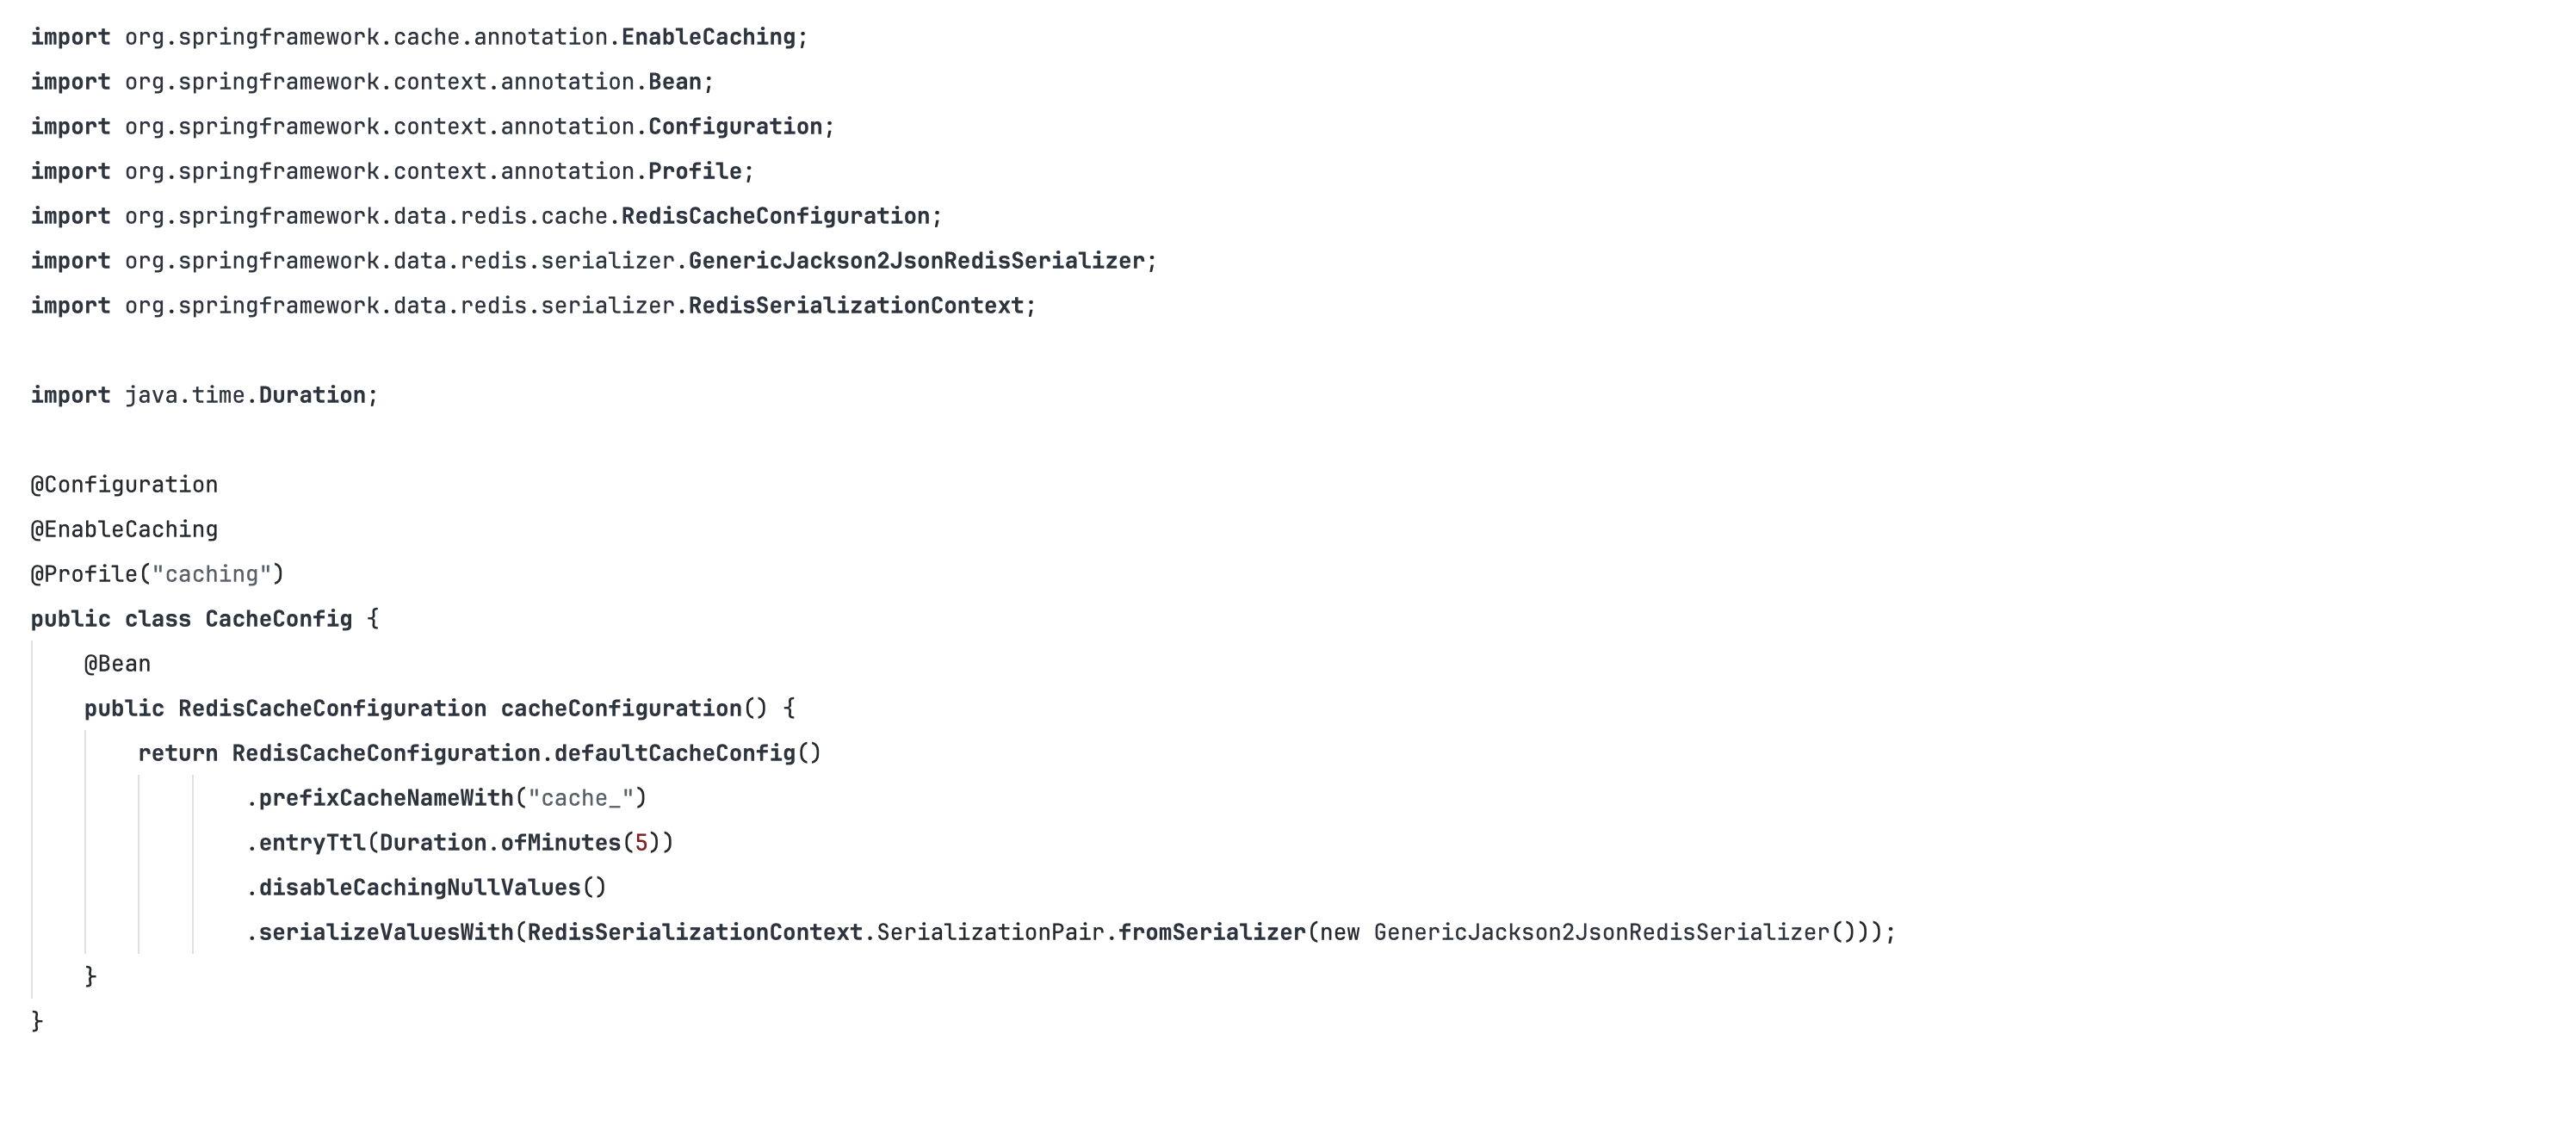 import org.springframework.cache.annotation.EnableCaching;
import org.springframework.context.annotation.Bean;
import org.springframework.context.annotation.Configuration;
import org.springframework.context.annotation.Profile;
import org.springframework.data.redis.cache.RedisCacheConfiguration;
import org.springframework.data.redis.serializer.GenericJackson2JsonRedisSerializer;
import org.springframework.data.redis.serializer.RedisSerializationContext;

import java.time.Duration;

@Configuration
@EnableCaching
@Profile("caching")
public class CacheConfig {
    @Bean
    public RedisCacheConfiguration cacheConfiguration() {
        return RedisCacheConfiguration.defaultCacheConfig()
                .prefixCacheNameWith("cache_")
                .entryTtl(Duration.ofMinutes(5))
                .disableCachingNullValues()
                .serializeValuesWith(RedisSerializationContext.SerializationPair.fromSerializer(new GenericJackson2JsonRedisSerializer()));
    }
}